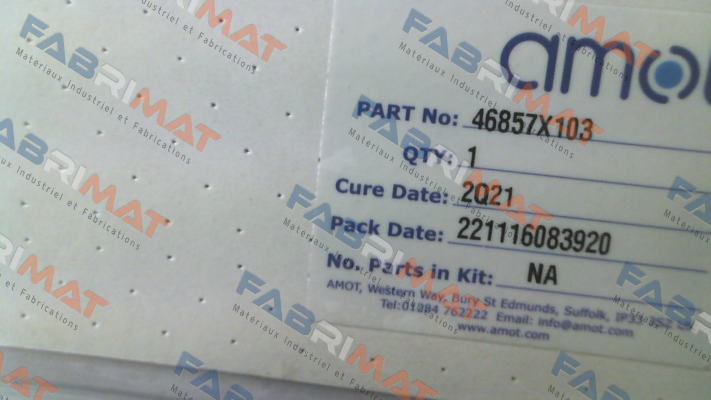 amot
PART No: 46857X103
QTY: 1
Cure Date: 2Q21
Pack Date: 221116083920
No. Parts in Kit: NA
AMOT, Western Way, Bury St Edmunds, Suffolk,
Tel:01284 762222 Email: info@amot.com
www.amot.com
FABRIMAT
Materiaux Industriel et Fabrications